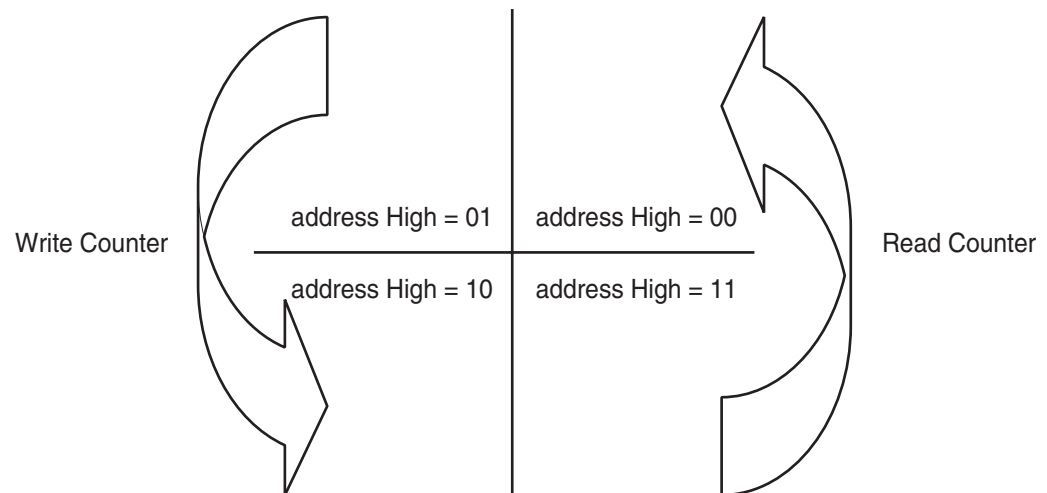 address High = 01
address High = 00
Write Counter
Read Counter
address High = 10
address High = 11